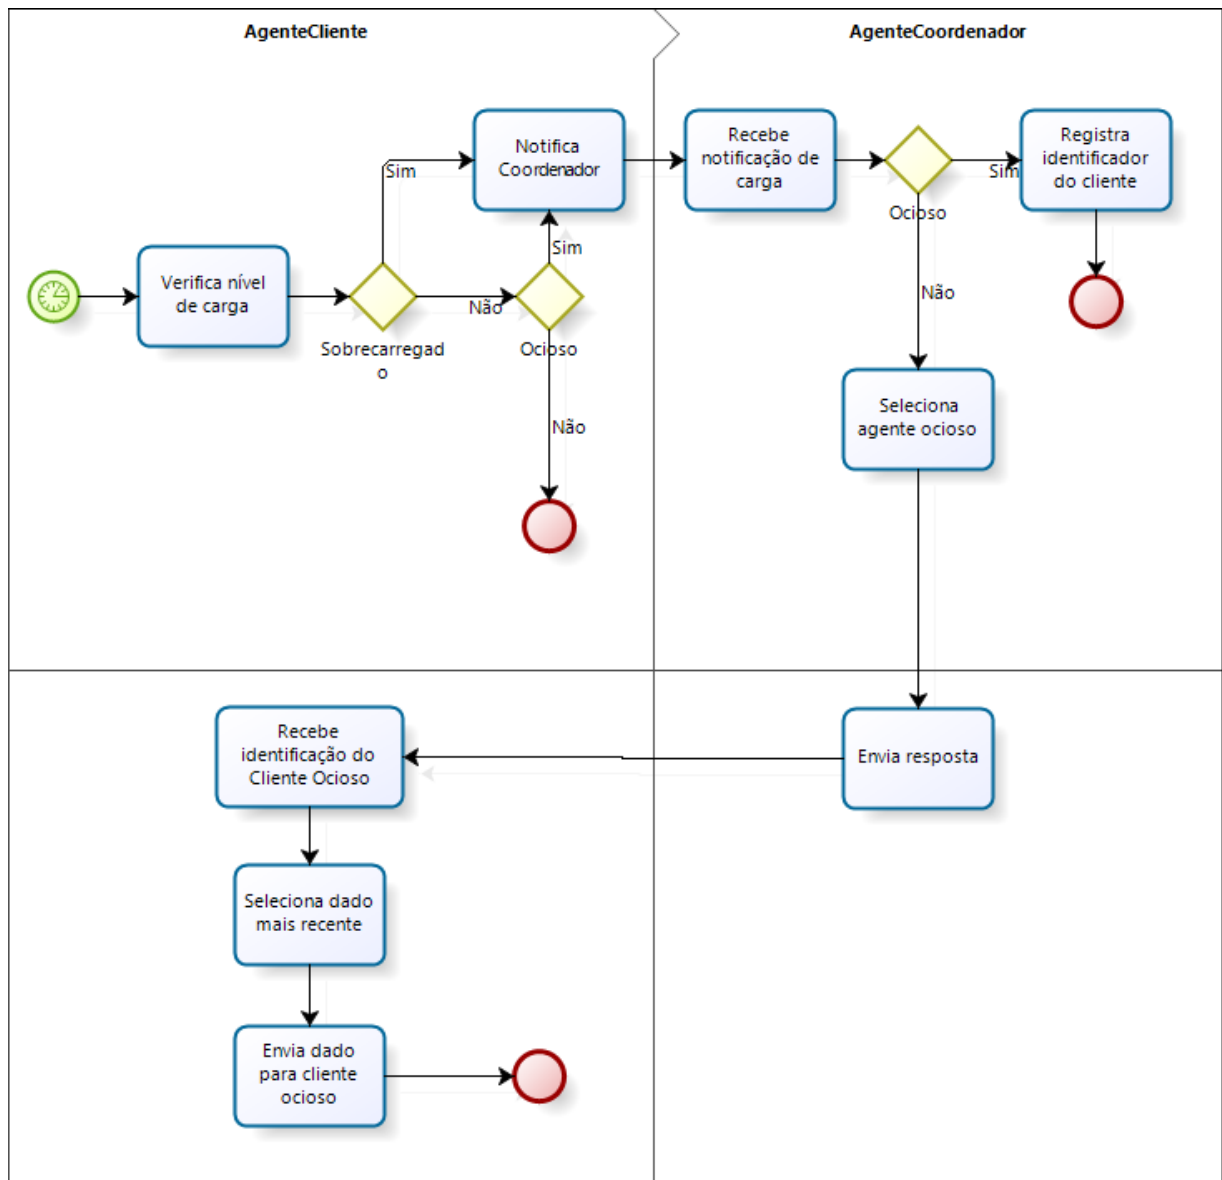 AgenteCliente
AgenteCoordenador
Notifica
Coordenador
Recebe
notificação de
carga
Registra
identificador
do cliente
Sim
Sim
Ocioso
Sim
Verifica nível
de carga
Não
Não
Sobrecarregad
o
Ocioso
Seleciona
agente ocioso
Não
Recebe
identificação do
Cliente Ocioso
Envia resposta
Seleciona dado
mais recente
Envia dado
para cliente
ocioso